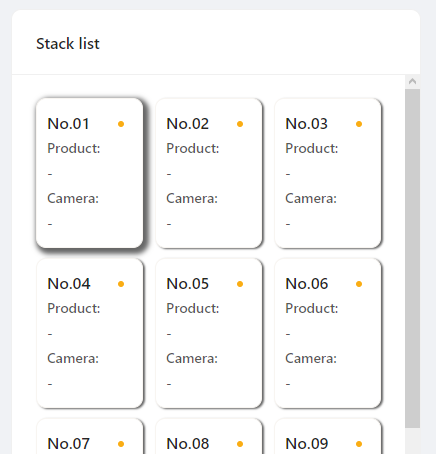 Stack list
No.01
Product:
-
Camera:
-
No.02
Product:
-
Camera:
-
No.03
Product:
-
Camera:
-
No.04
Product:
-
Camera:
-
No.05
Product:
-
Camera:
-
No.06
Product:
-
Camera:
-
No.07
No.08
No.09